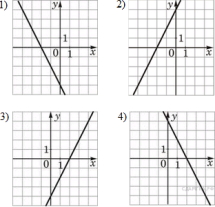 1) y 2) y
1 1
0 1 x 0 1 x
3) y 4) y
1 1
0 1 x 0 1 x